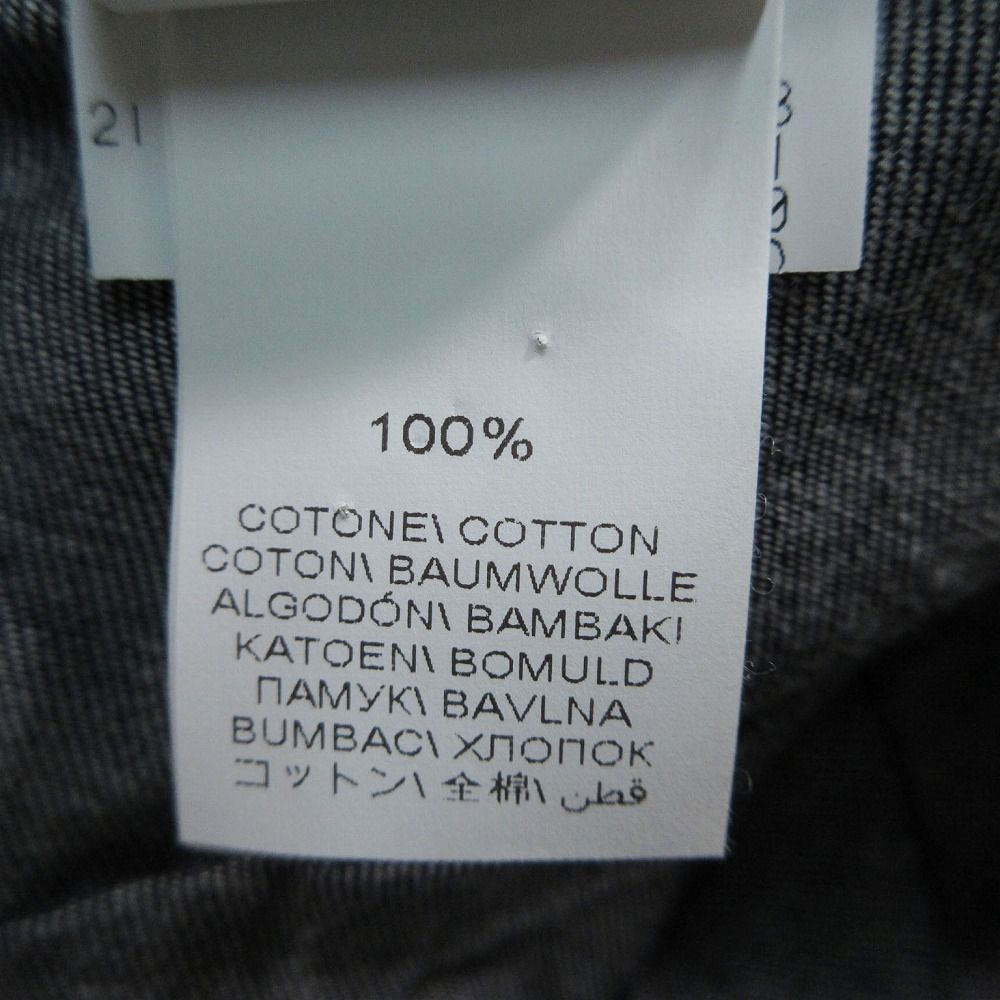 21
100%
COTONE\ COTTON
COTON\ BAUMWOLLE
ALGODÓN\ BAMBAKI
KATOEN\ BOMULD
ПАМУК\ BAVLNA
BUMBAC\ ХЛОПОК
コットン\ 全棉\ قطن